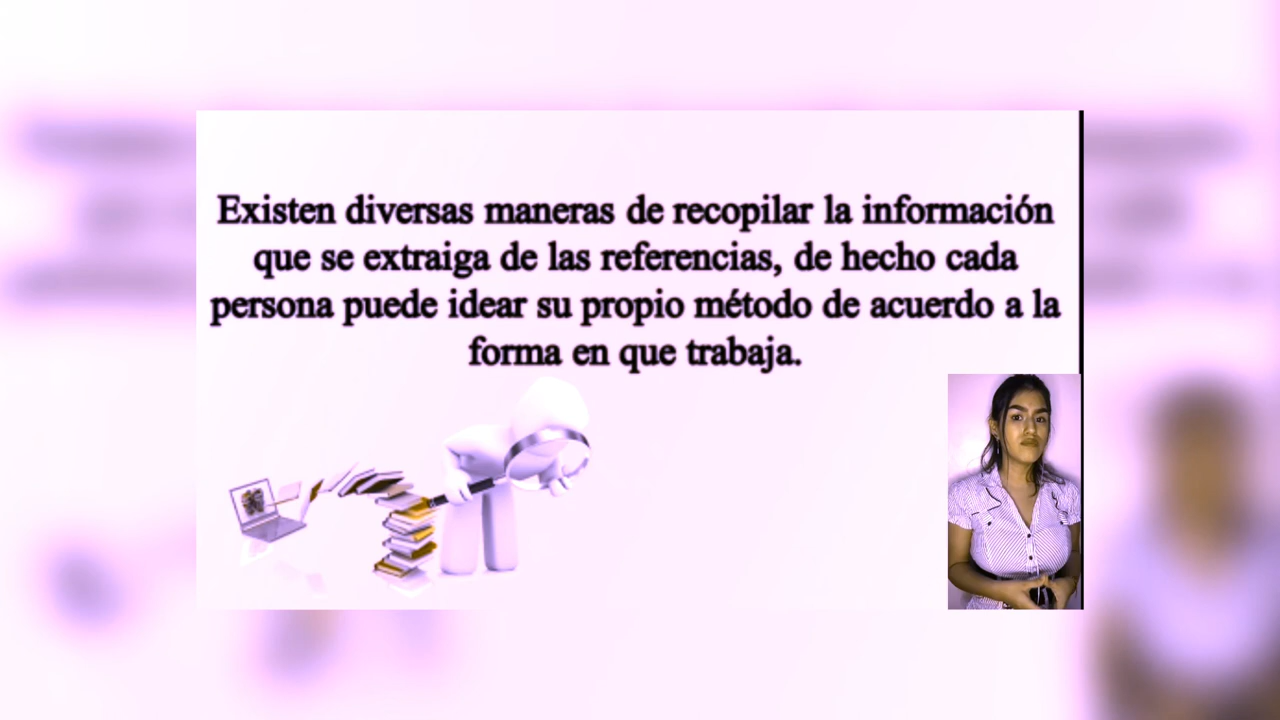 Existen diversas maneras de recopilar la información
que se extraiga de las referencias, de hecho cada
persona puede idear su propio método de acuerdo a la
forma en que trabaja.